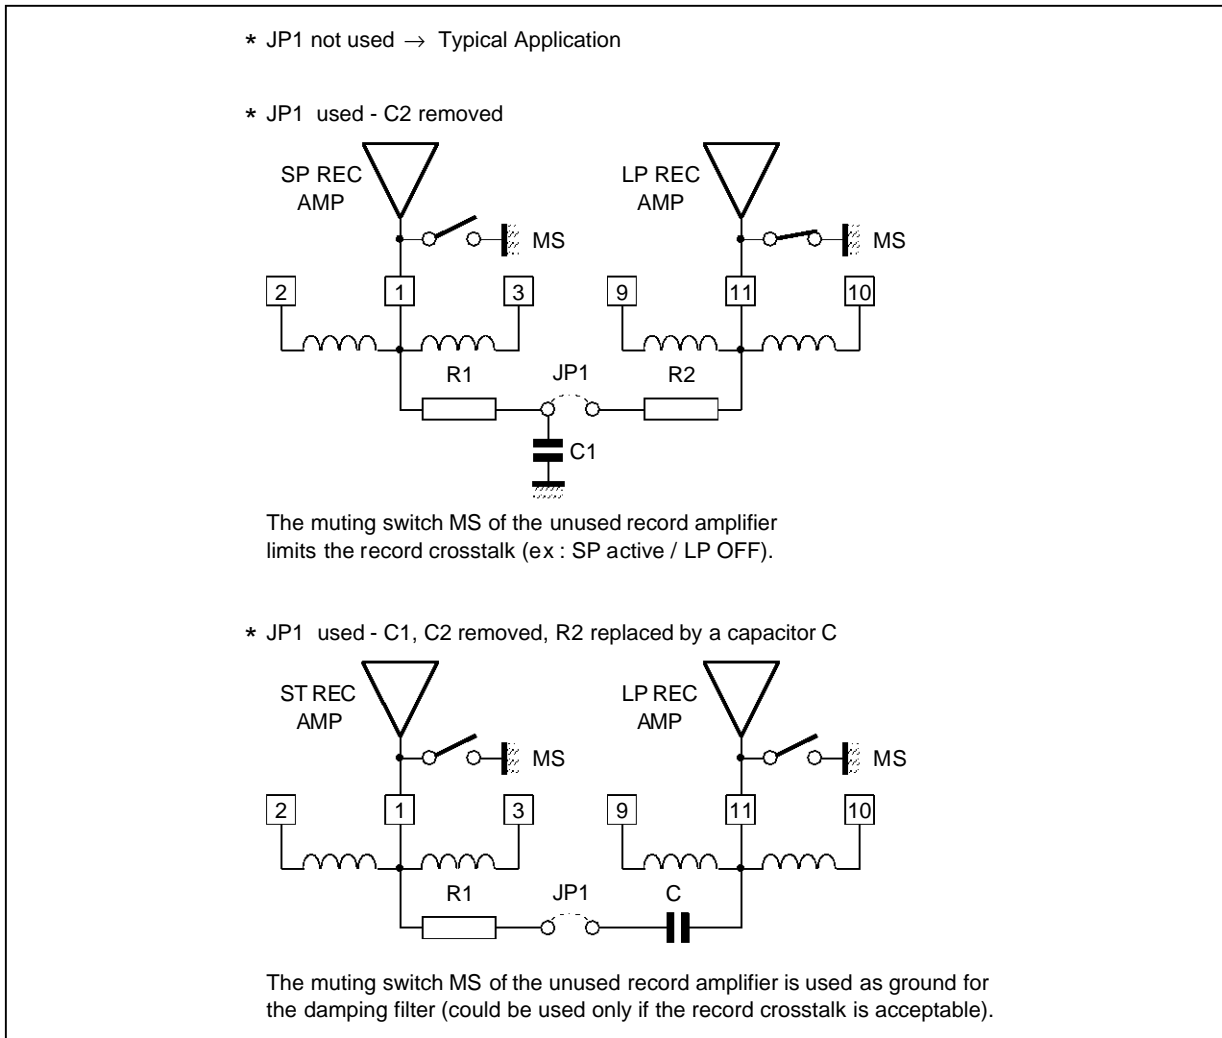 * JP1 not used → Typical Application
* JP1 used - C2 removed
SP REC
AMP
MS
LP REC
AMP
MS
2
1
3
9
11
10
R1
JP1
R2
C1
The muting switch MS of the unused record amplifier
limits the record crosstalk (ex : SP active / LP OFF).
* JP1 used - C1, C2 removed, R2 replaced by a capacitor C
ST REC
AMP
MS
LP REC
AMP
MS
2
1
3
9
11
10
R1
JP1
C
The muting switch MS of the unused record amplifier is used as ground for
the damping filter (could be used only if the record crosstalk is acceptable).